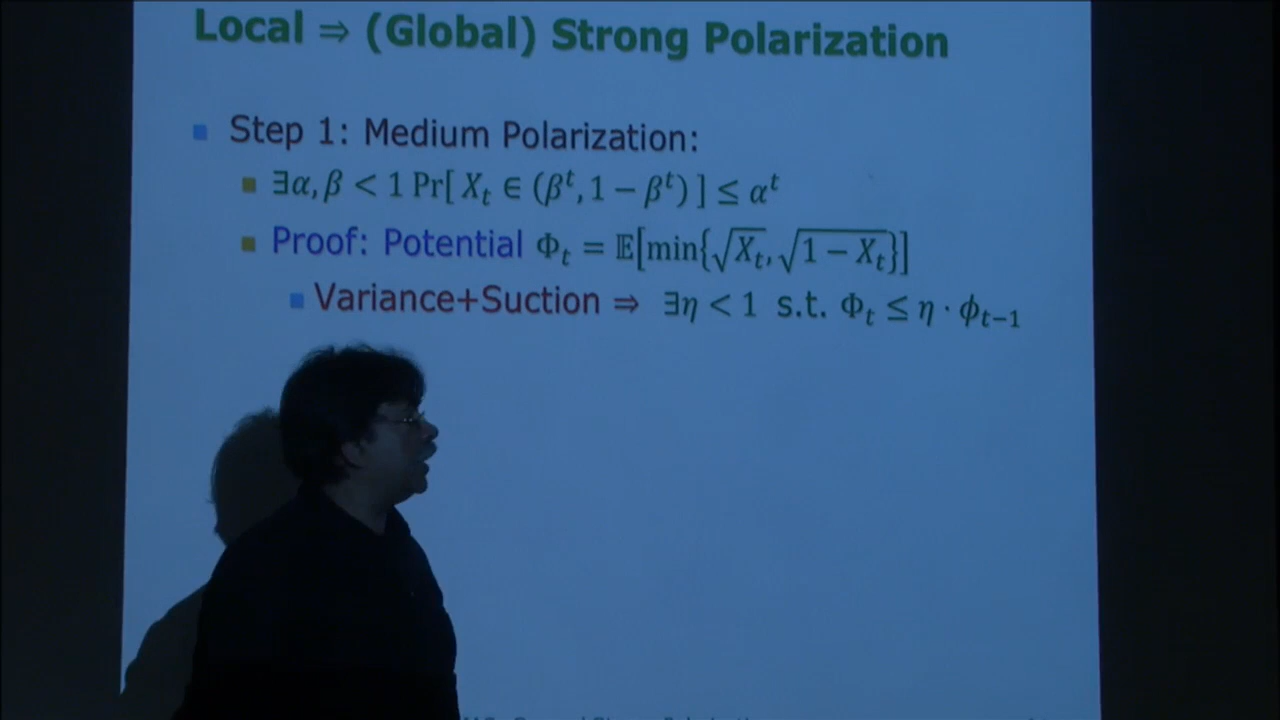 Local ⇒ (Global) Strong Polarization
Step 1: Medium Polarization:
∃α, β < 1 Pr[ X_t ∈ (β^t, 1 − β^t) ] ≤ α^t
Proof: Potential Φ_t = 𝔼[min{√X_t, √1 − X_t}]
Variance+Suction ⇒ ∃η < 1 s.t. Φ_t ≤ η · ϕ_{t−1}